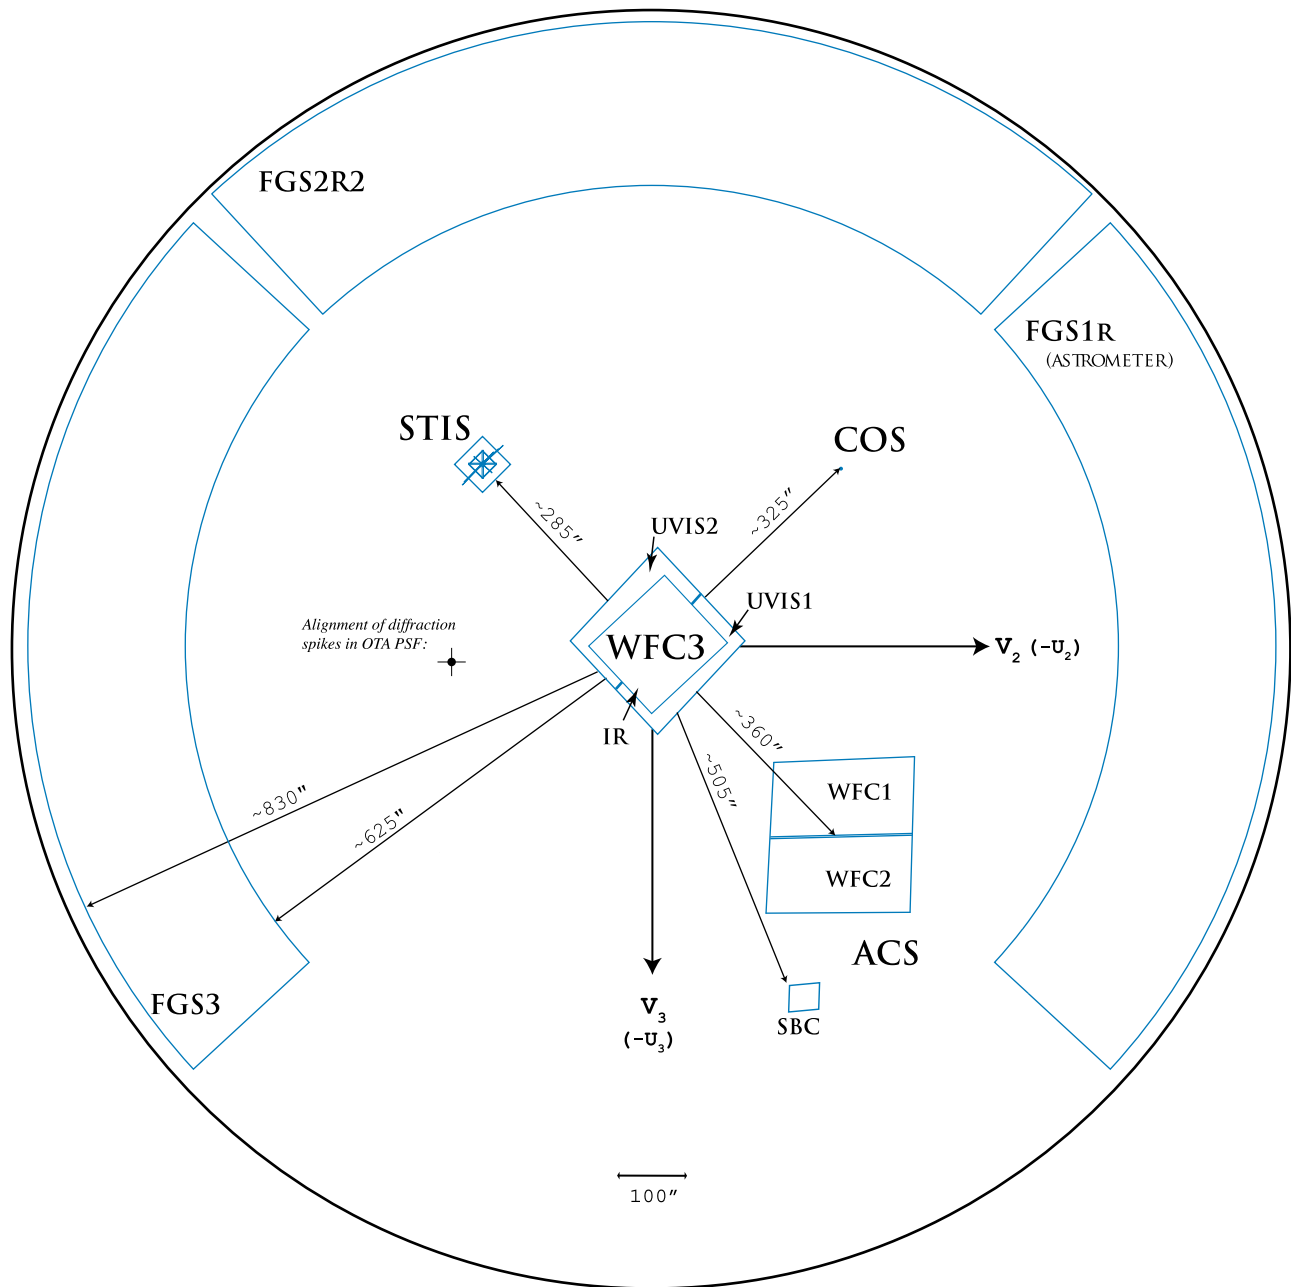 FGS2R2
FGS1R
(ASTROMETER)
STIS
COS
~285″
~325″
UVIS2
UVIS1
Alignment of diffraction
spikes in OTA PSF:
WFC3
V2 (-U2)
IR
~360″
~505″
~830″
~625″
WFC1
WFC2
ACS
FGS3
V3
(-U3)
SBC
100″